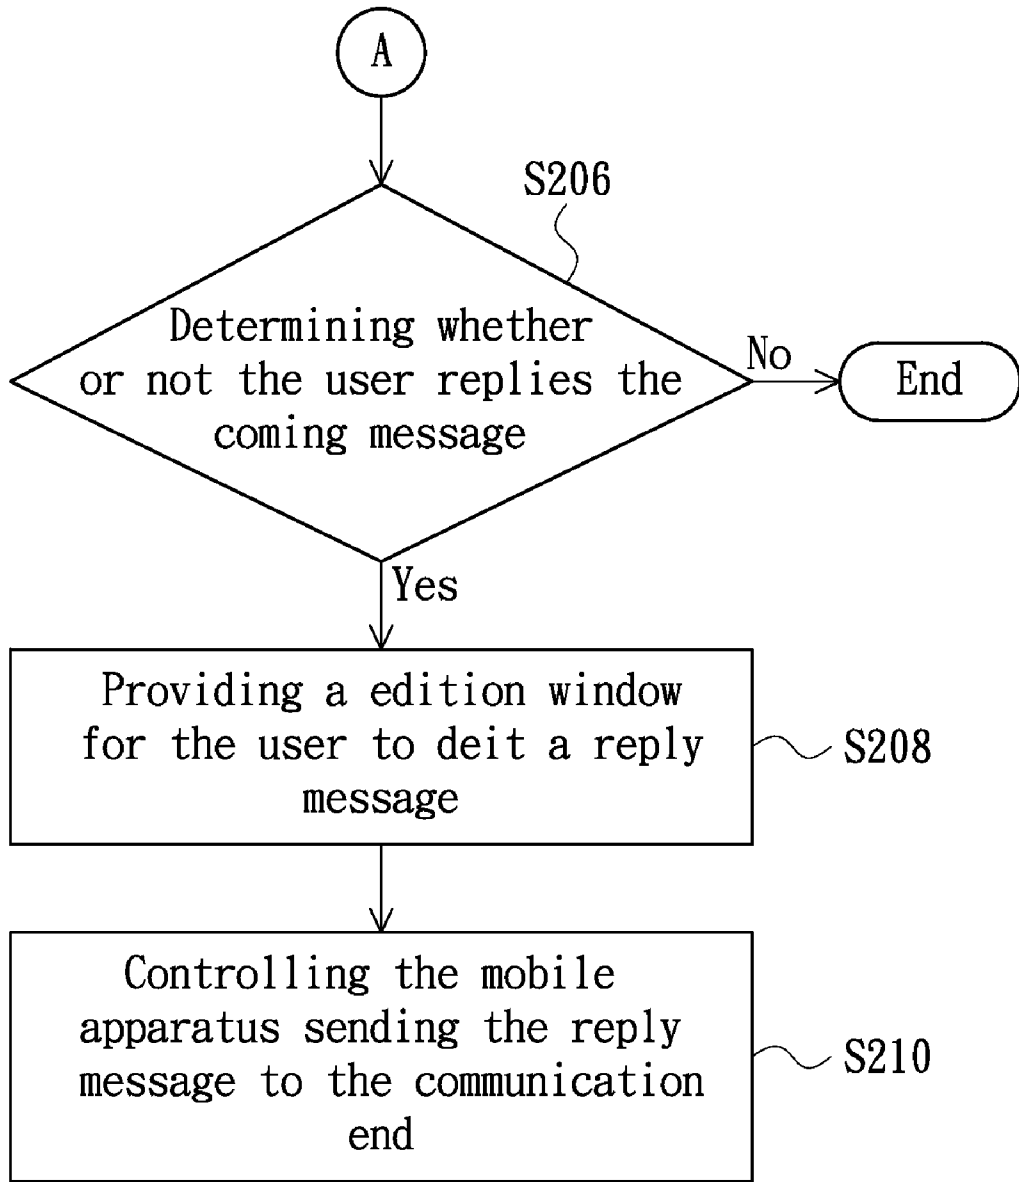 A
S206
Determining whether
or not the user replies the
coming message
No
End
Yes
Providing a edition window
for the user to deit a reply
message
S208
Controlling the mobile
apparatus sending the reply
message to the communication
end
S210